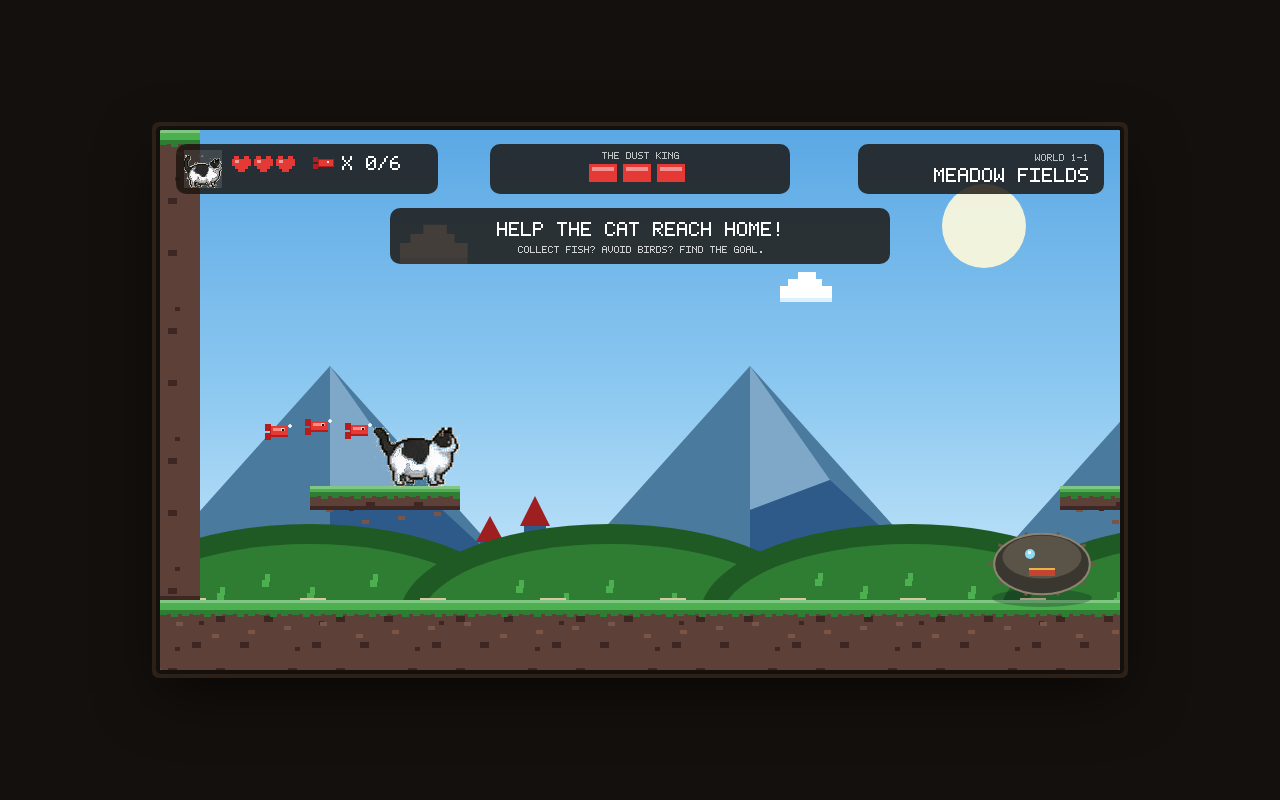 X 0/6
THE DUST KING
WORLD 1-1
MEADOW FIELDS
HELP THE CAT REACH HOME!
COLLECT FISH? AVOID BIRDS? FIND THE GOAL.